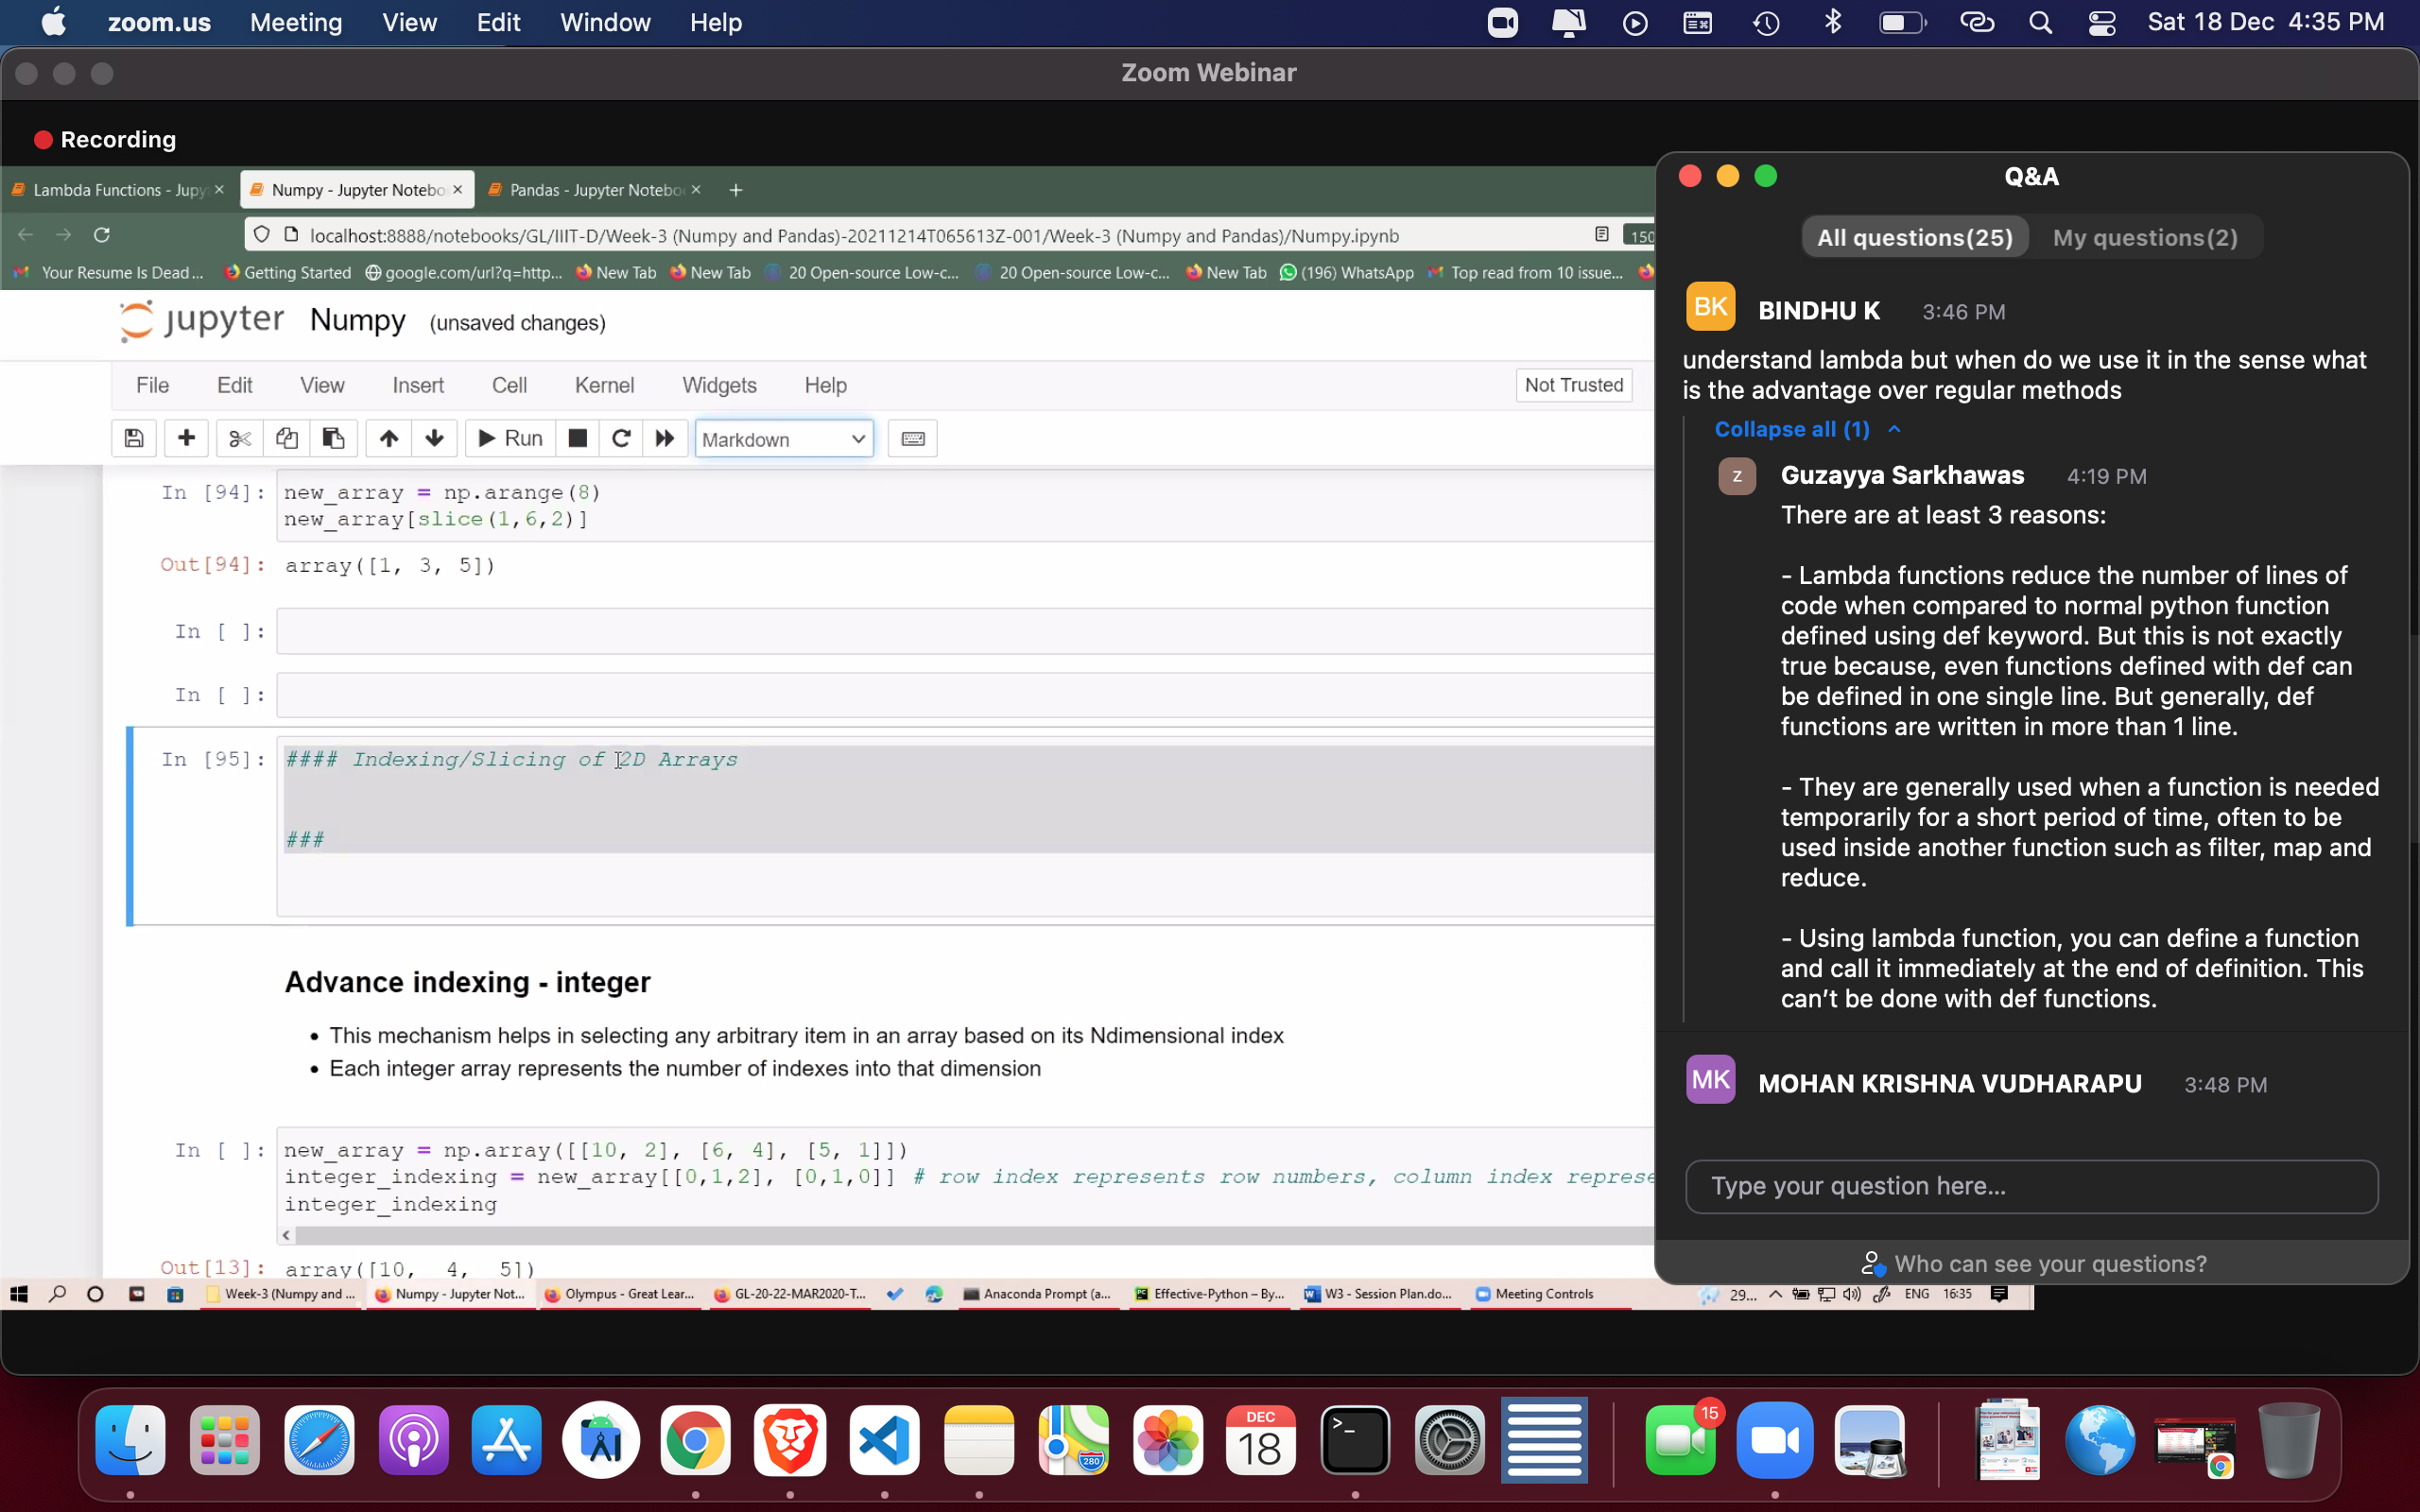 zoom.us Meeting View Edit Window Help Sat 18 Dec 4:35 PM
Zoom Webinar
Recording
Lambda Functions - Jupy Numpy - Jupyter Notebo Pandas - Jupyter Notebo
localhost:8888/notebooks/GL/IIIT-D/Week-3 (Numpy and Pandas)-20211214T065613Z-001/Week-3 (Numpy and Pandas)/Numpy.ipynb 150
Your Resume Is Dead ... Getting Started google.com/url?q=http... New Tab New Tab 20 Open-source Low-c... 20 Open-source Low-c... New Tab (196) WhatsApp Top read from 10 issue...
jupyter Numpy (unsaved changes)
File Edit View Insert Cell Kernel Widgets Help Not Trusted
Run Markdown
In [94]: new_array = np.arange(8)
new_array[slice(1,6,2)]
Out[94]: array([1, 3, 5])
In [ ]:
In [ ]:
In [95]: #### Indexing/Slicing of 2D Arrays
###
Advance indexing - integer
• This mechanism helps in selecting any arbitrary item in an array based on its Ndimensional index
• Each integer array represents the number of indexes into that dimension
In [ ]: new_array = np.array([[10, 2], [6, 4], [5, 1]])
integer_indexing = new_array[[0,1,2], [0,1,0]] # row index represents row numbers, column index represe
integer_indexing
Out[13]: array([10, 4, 5])
Week-3 (Numpy and ... Numpy - Jupyter Not... Olympus - Great Lear... GL-20-22-MAR2020-T... Anaconda Prompt (a... Effective-Python – By... W3 - Session Plan.do... Meeting Controls 29... ENG 16:35
Q&A
All questions(25) My questions(2)
BK BINDHU K 3:46 PM
understand lambda but when do we use it in the sense what
is the advantage over regular methods
Collapse all (1)
Z Guzayya Sarkhawas 4:19 PM
There are at least 3 reasons:
- Lambda functions reduce the number of lines of
code when compared to normal python function
defined using def keyword. But this is not exactly
true because, even functions defined with def can
be defined in one single line. But generally, def
functions are written in more than 1 line.
- They are generally used when a function is needed
temporarily for a short period of time, often to be
used inside another function such as filter, map and
reduce.
- Using lambda function, you can define a function
and call it immediately at the end of definition. This
can't be done with def functions.
MK MOHAN KRISHNA VUDHARAPU 3:48 PM
Type your question here...
Who can see your questions?
280
DEC
18
15